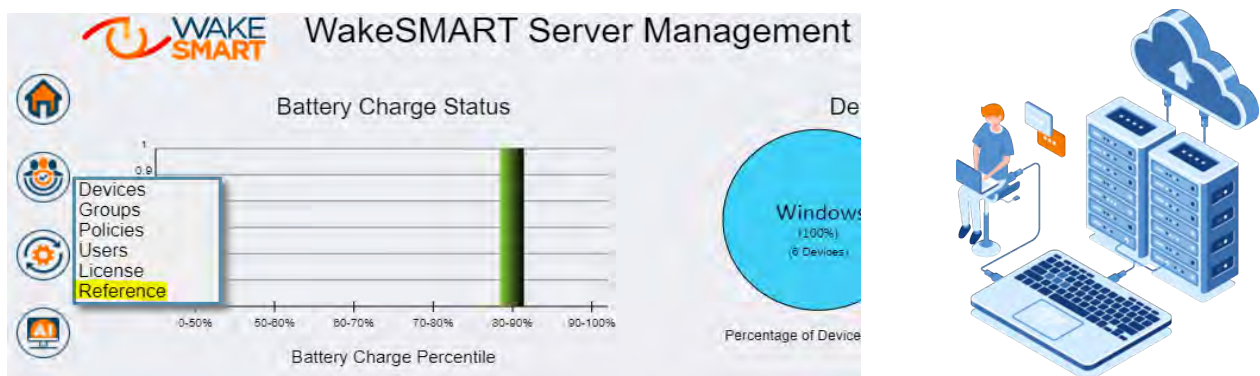 WAKE
SMART
WakeSMART Server Management
Battery Charge Status
De
1
0.9
Devices
Groups
Policies
Users
License
Reference
Windows
(100%)
(6 Devices)
0-50%
50-60%
60-70%
70-80%
80-90%
90-100%
Percentage of Device
Battery Charge Percentile
AI